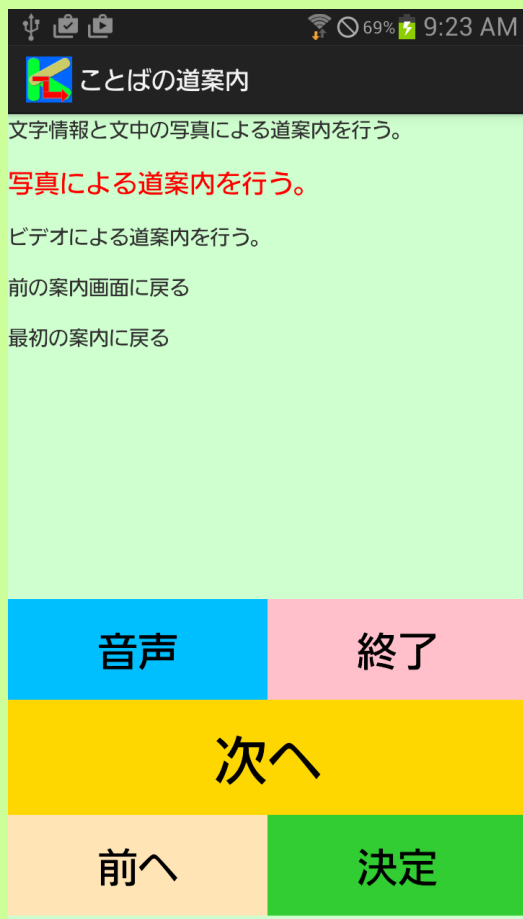 69% 9:23 AM
ことばの道案内
文字情報と文中の写真による道案内を行う。
写真による道案内を行う。
ビデオによる道案内を行う。
前の案内画面に戻る
最初の案内に戻る
音声 終了
次へ
前へ 決定